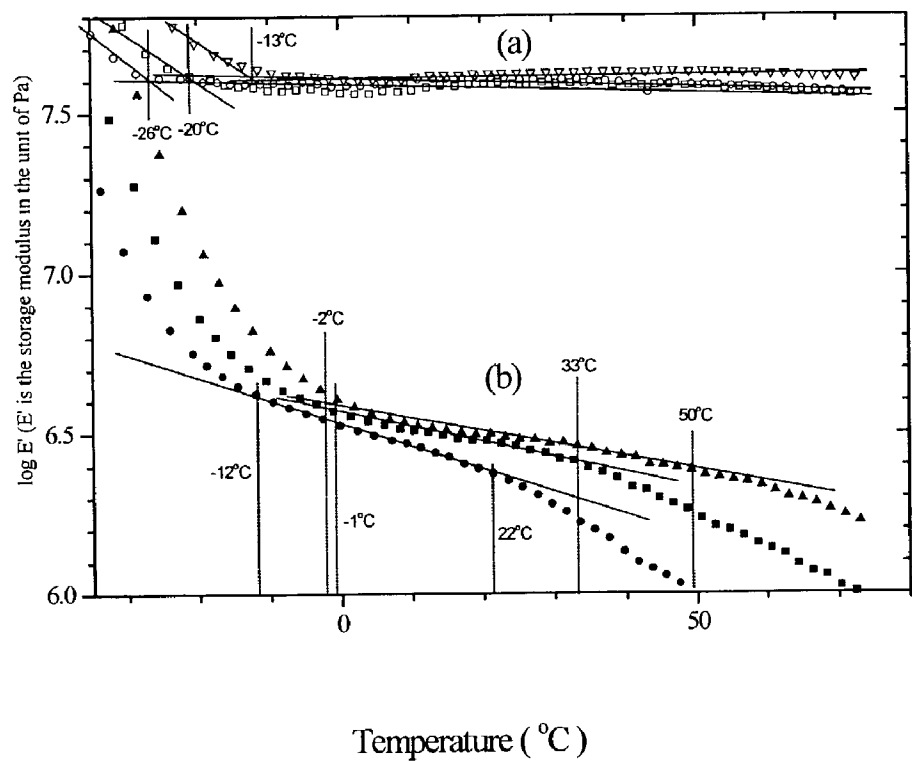 log E' (E' is the storage modulus in the unit of Pa)
7.5
7.0
6.5
6.0
(a)
-13°C
-26°C
-20°C
-2°C
(b)
33°C
50°C
-12°C
-1°C
22°C
0
50
Temperature ( °C )